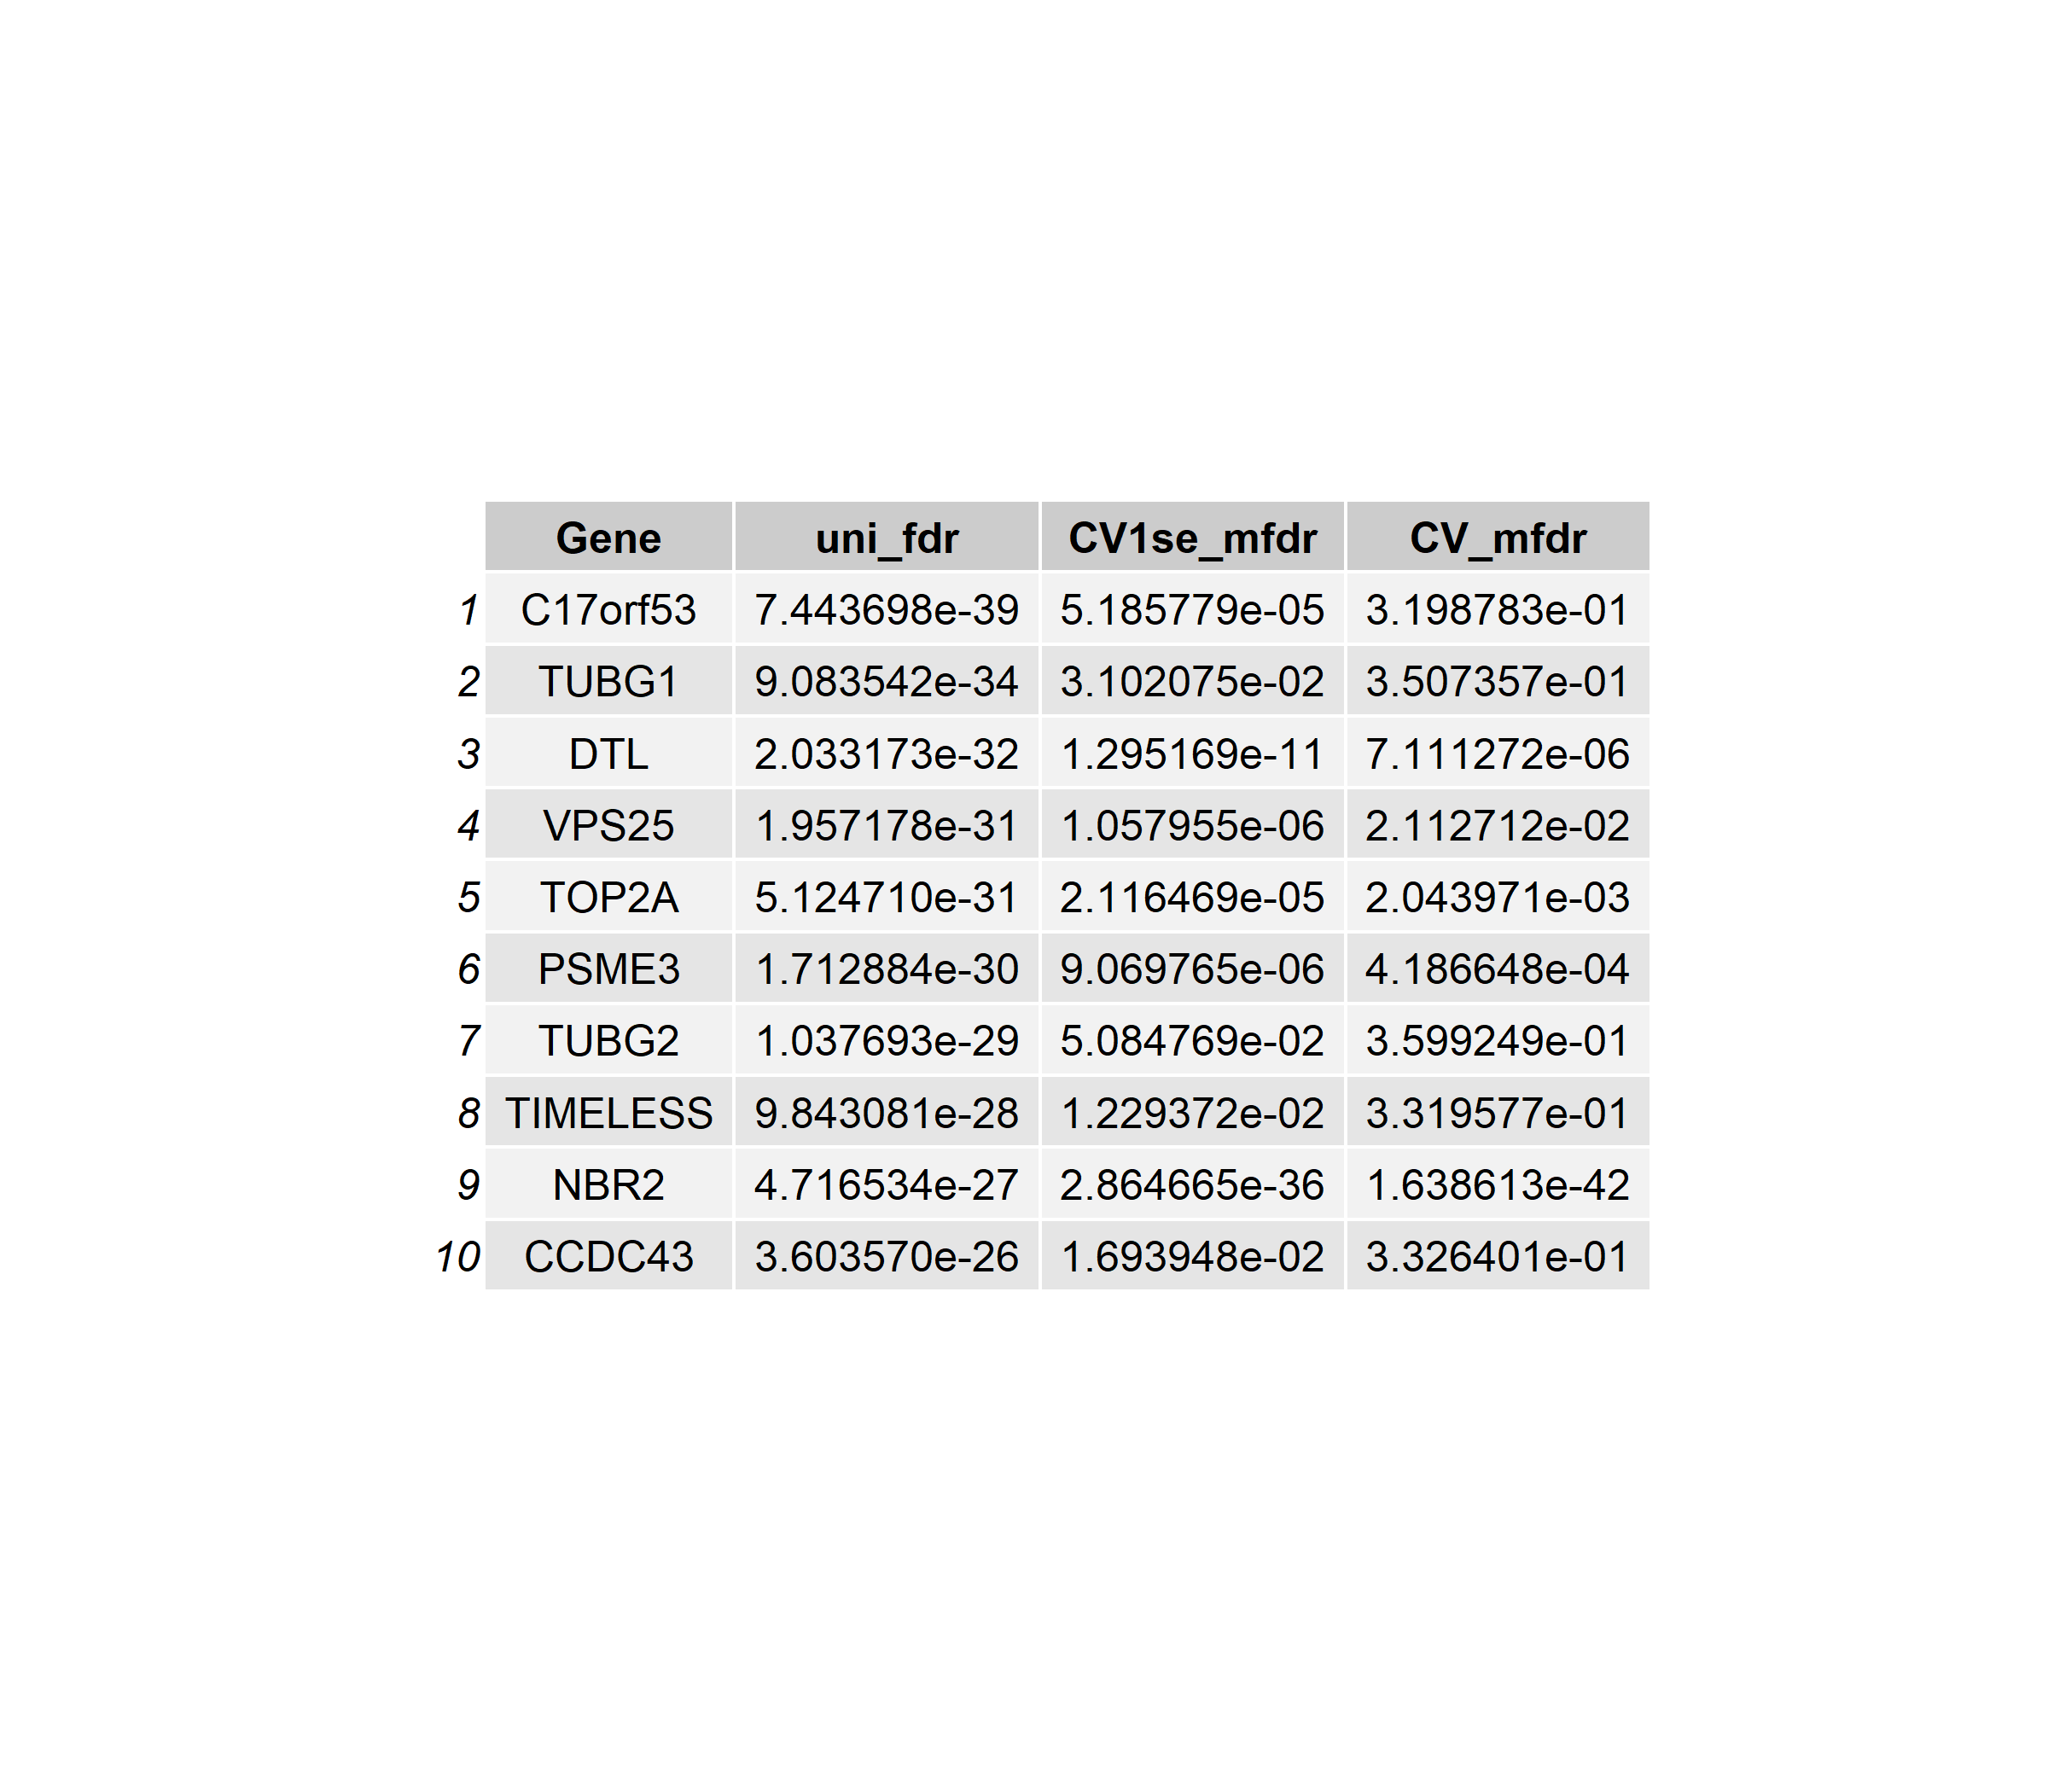 Gene uni_fdr CV1se_mfdr CV_mfdr
1 C17orf53 7.443698e-39 5.185779e-05 3.198783e-01
2 TUBG1 9.083542e-34 3.102075e-02 3.507357e-01
3 DTL 2.033173e-32 1.295169e-11 7.111272e-06
4 VPS25 1.957178e-31 1.057955e-06 2.112712e-02
5 TOP2A 5.124710e-31 2.116469e-05 2.043971e-03
6 PSME3 1.712884e-30 9.069765e-06 4.186648e-04
7 TUBG2 1.037693e-29 5.084769e-02 3.599249e-01
8 TIMELESS 9.843081e-28 1.229372e-02 3.319577e-01
9 NBR2 4.716534e-27 2.864665e-36 1.638613e-42
10 CCDC43 3.603570e-26 1.693948e-02 3.326401e-01